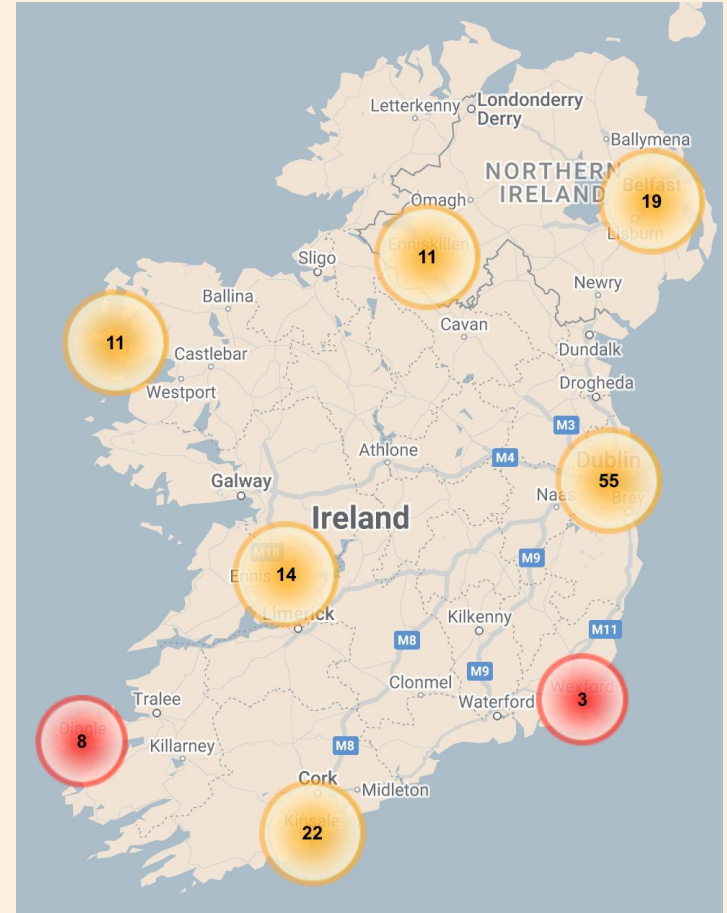 Letterkenny
Londonderry
Derry
Ballymena
NORTHERN
IRELAND
Belfast
19
Omagh
Lisburn
Enniskillen
11
Sligo
Newry
Ballina
Cavan
11
Castlebar
Dundalk
Westport
Drogheda
M3
Athlone
M4
Dublin
Galway
55
Naas
Bray
Ireland
M18
M9
Ennis
14
Limerick
Kilkenny
M11
M8
M9
Clonmel
Wexford
3
Tralee
Waterford
Dingle
8
Killarney
M8
Cork
Midleton
Kinsale
22